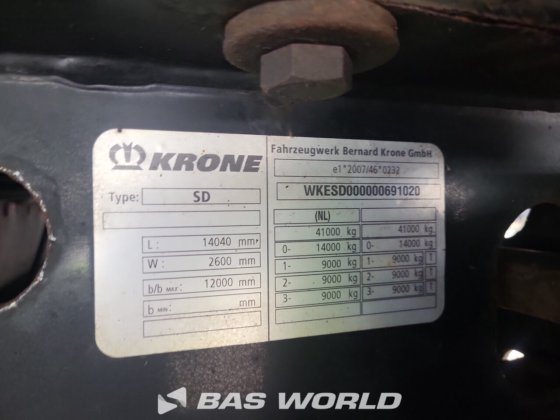 KRONE
Type: SD
L : 14040 mm
W : 2600 mm
b/b MAX : 12000 mm
b MIN : mm
Fahrzeugwerk Bernard Krone GmbH
e1*2007/46*0232
WKESD000000691020
(NL)
41000 kg 41000 kg
0- 14000 kg 0- 14000 kg
1- 9000 kg 1- 9000 kg T
2- 9000 kg 2- 9000 kg T
3- 9000 kg 3- 9000 kg T
BAS WORLD